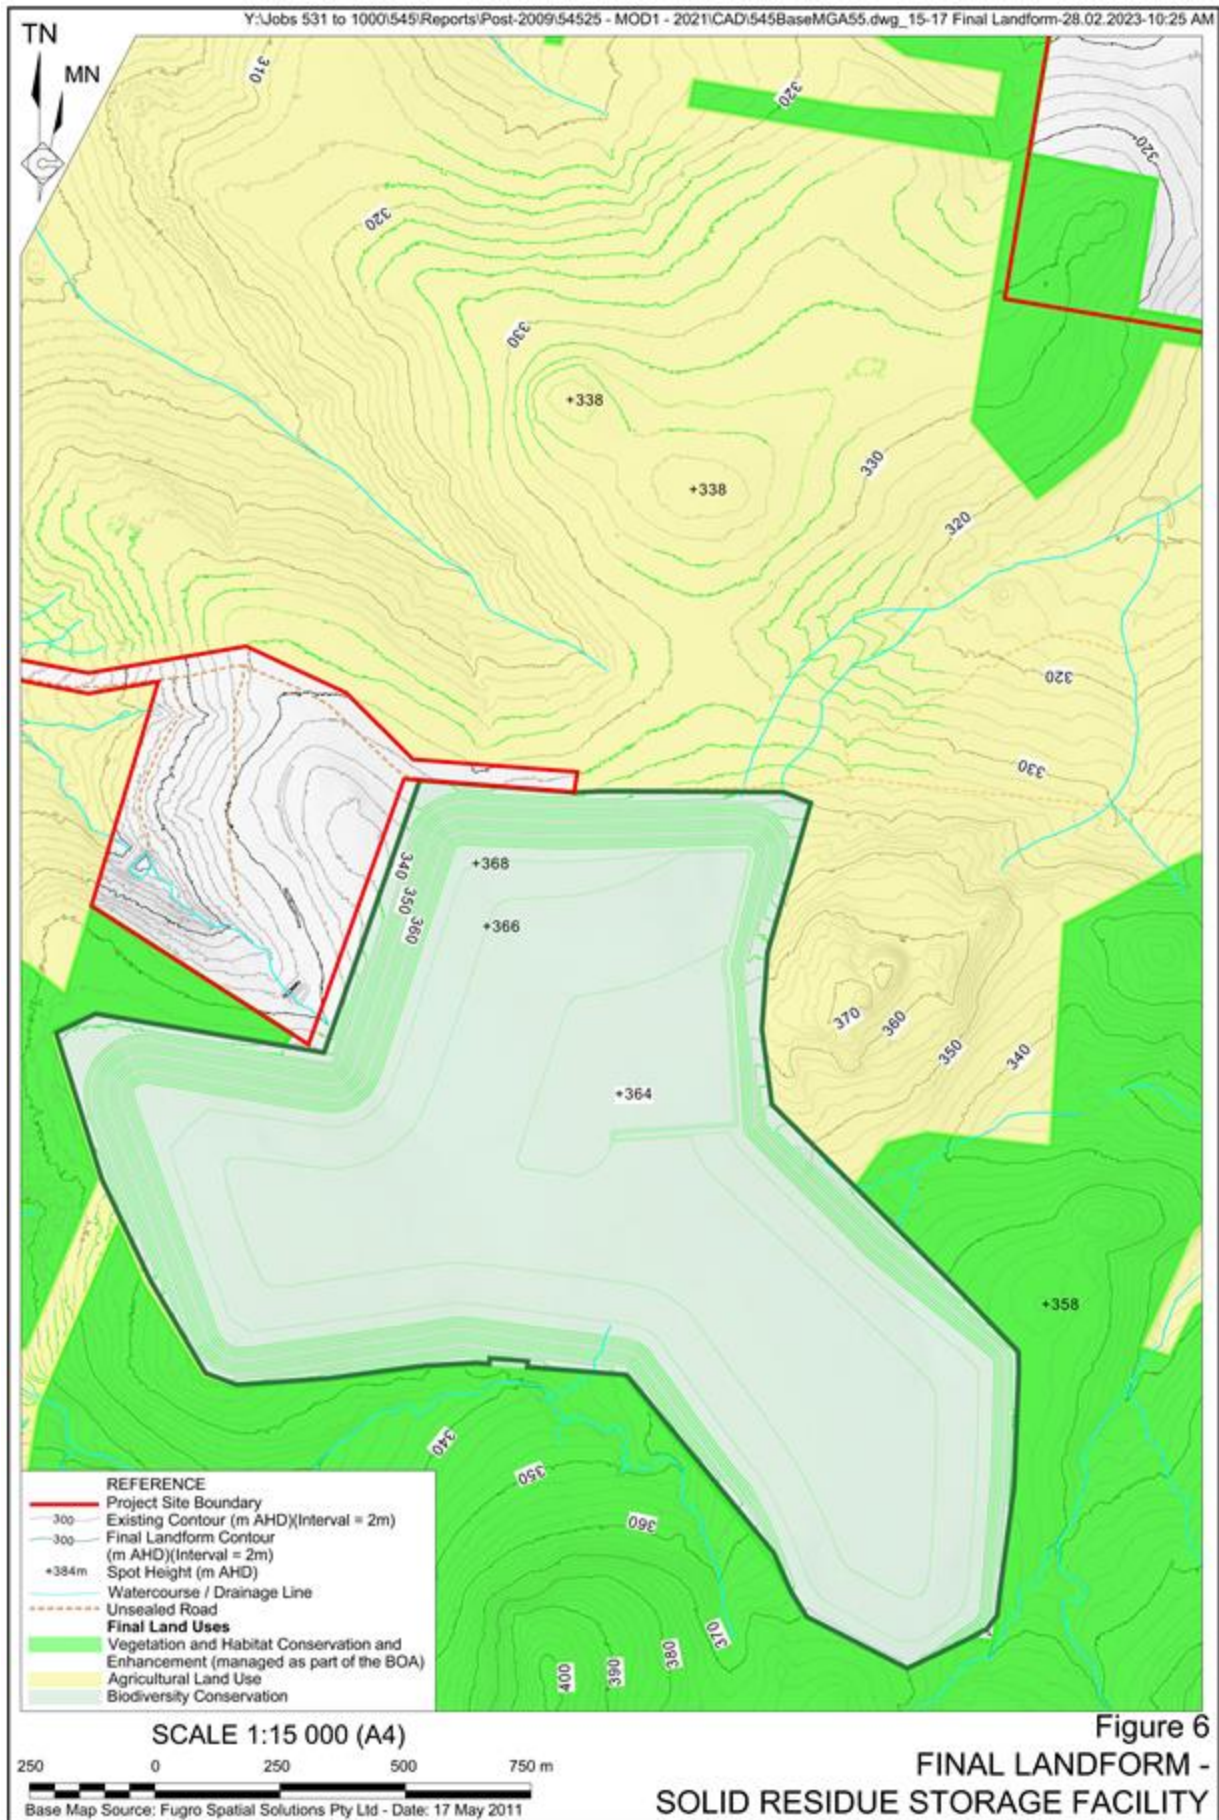 Y:\Jobs 531 to 1000\545\Reports\Post-2009\54525 - MOD1 - 2021\CAD\545BaseMGA55.dwg_15-17 Final Landform-28.02.2023-10:25 AM
TN
MN
310
320
320
320
330
+338
+338
330
320
320
330
+368
340
350
360
+366
370
360
350
340
+364
+358
340
350
360
370
380
390
400
REFERENCE
Project Site Boundary
300 Existing Contour (m AHD)(Interval = 2m)
300 Final Landform Contour
(m AHD)(Interval = 2m)
+384m Spot Height (m AHD)
Watercourse / Drainage Line
Unsealed Road
Final Land Uses
Vegetation and Habitat Conservation and
Enhancement (managed as part of the BOA)
Agricultural Land Use
Biodiversity Conservation
SCALE 1:15 000 (A4)
250 0 250 500 750 m
Base Map Source: Fugro Spatial Solutions Pty Ltd - Date: 17 May 2011
Figure 6
FINAL LANDFORM -
SOLID RESIDUE STORAGE FACILITY